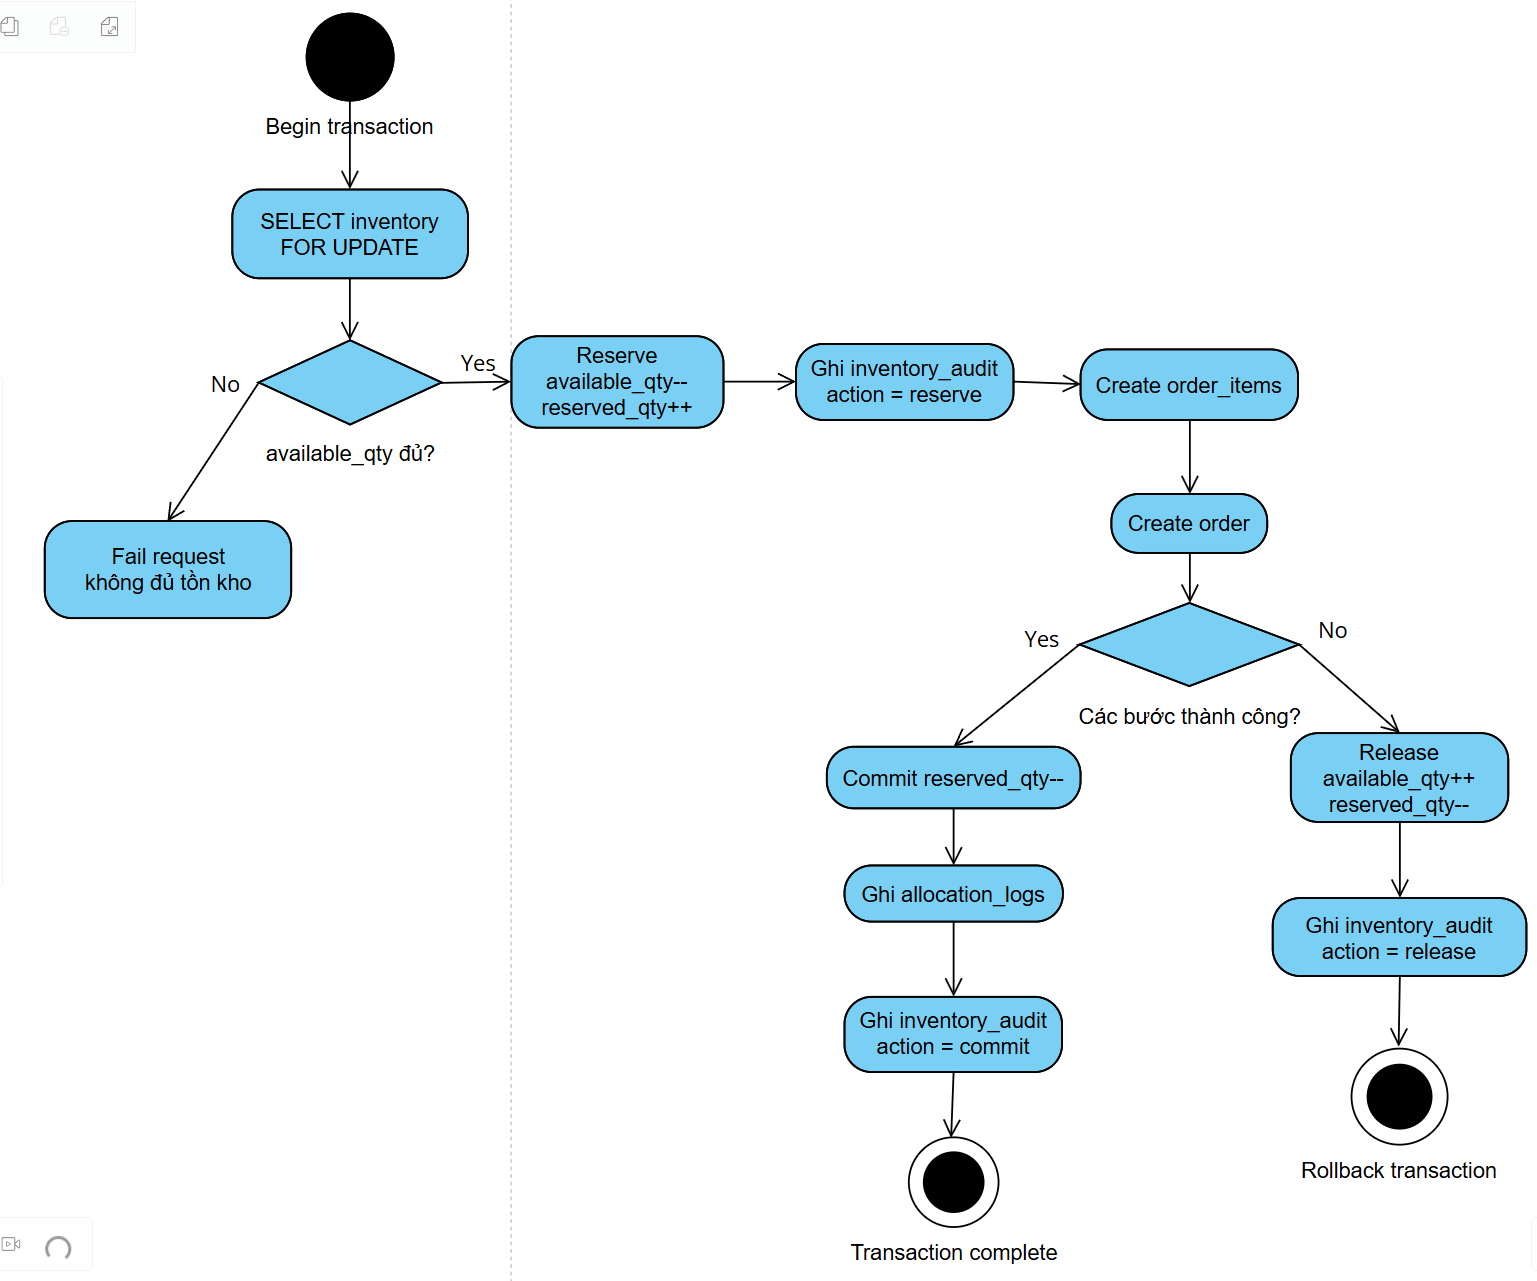 Begin transaction
SELECT inventory
FOR UPDATE
No
Yes
available_qty đủ?
Fail request
không đủ tồn kho
Reserve
available_qty--
reserved_qty++
Ghi inventory_audit
action = reserve
Create order_items
Create order
Yes
No
Các bước thành công?
Commit reserved_qty--
Ghi allocation_logs
Ghi inventory_audit
action = commit
Transaction complete
Release
available_qty++
reserved_qty--
Ghi inventory_audit
action = release
Rollback transaction